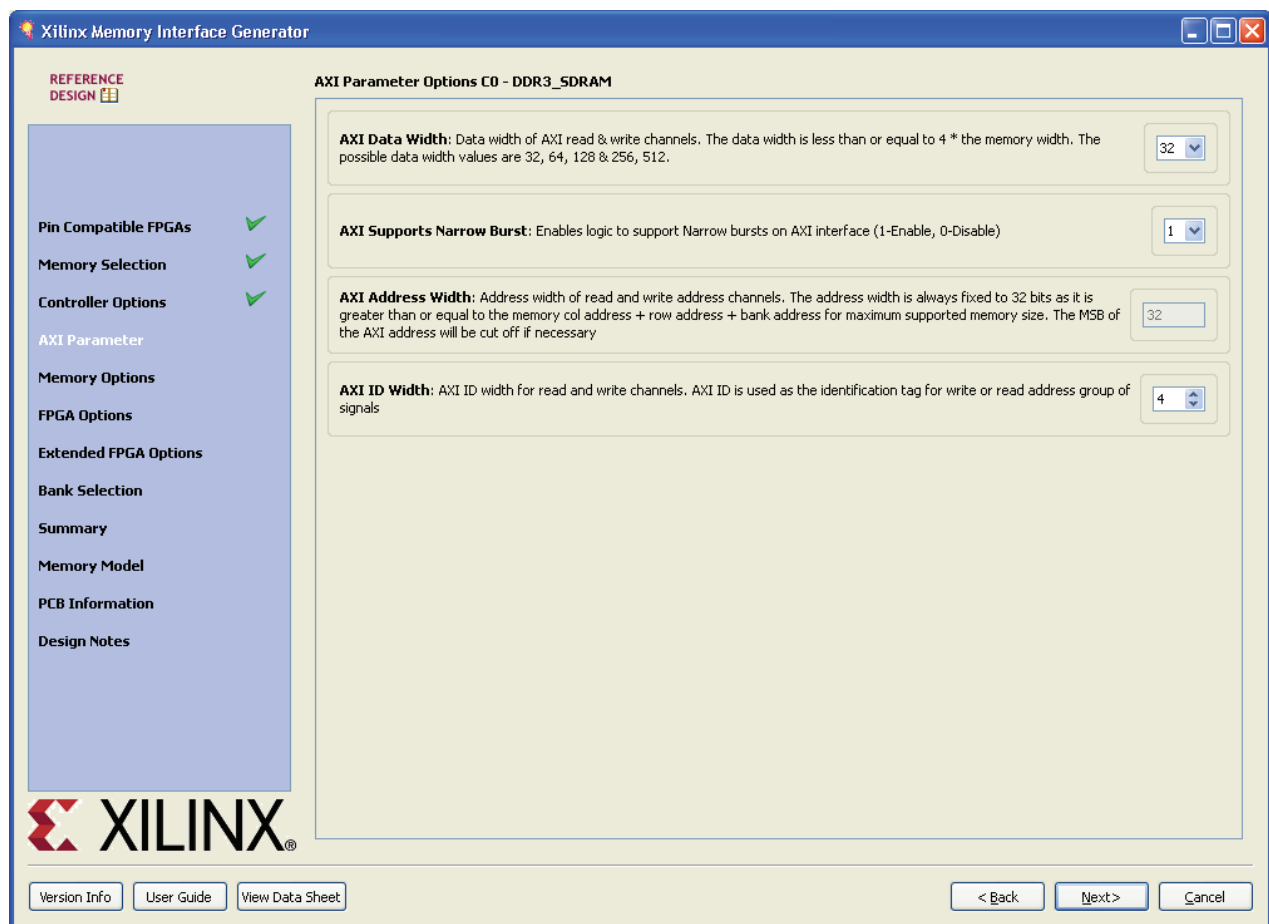 Xilinx Memory Interface Generator
REFERENCE
DESIGN
AXI Parameter Options C0 - DDR3_SDRAM
Pin Compatible FPGAs
Memory Selection
Controller Options
AXI Parameter
Memory Options
FPGA Options
Extended FPGA Options
Bank Selection
Summary
Memory Model
PCB Information
Design Notes
AXI Data Width: Data width of AXI read & write channels. The data width is less than or equal to 4 * the memory width. The
possible data width values are 32, 64, 128 & 256, 512.
32
AXI Supports Narrow Burst: Enables logic to support Narrow bursts on AXI interface (1-Enable, 0-Disable)
1
AXI Address Width: Address width of read and write address channels. The address width is always fixed to 32 bits as it is
greater than or equal to the memory col address + row address + bank address for maximum supported memory size. The MSB of
the AXI address will be cut off if necessary
32
AXI ID Width: AXI ID width for read and write channels. AXI ID is used as the identification tag for write or read address group of
signals
4
XILINX®
Version Info
User Guide
View Data Sheet
< Back
Next>
Cancel